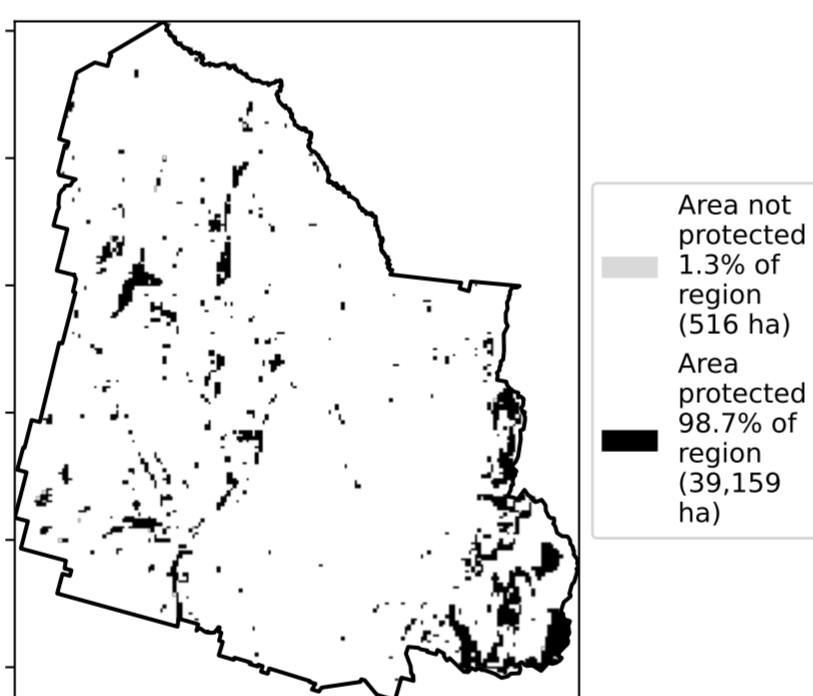 Area not
protected
1.3% of
region
(516 ha)
Area
protected
98.7% of
region
(39,159
ha)